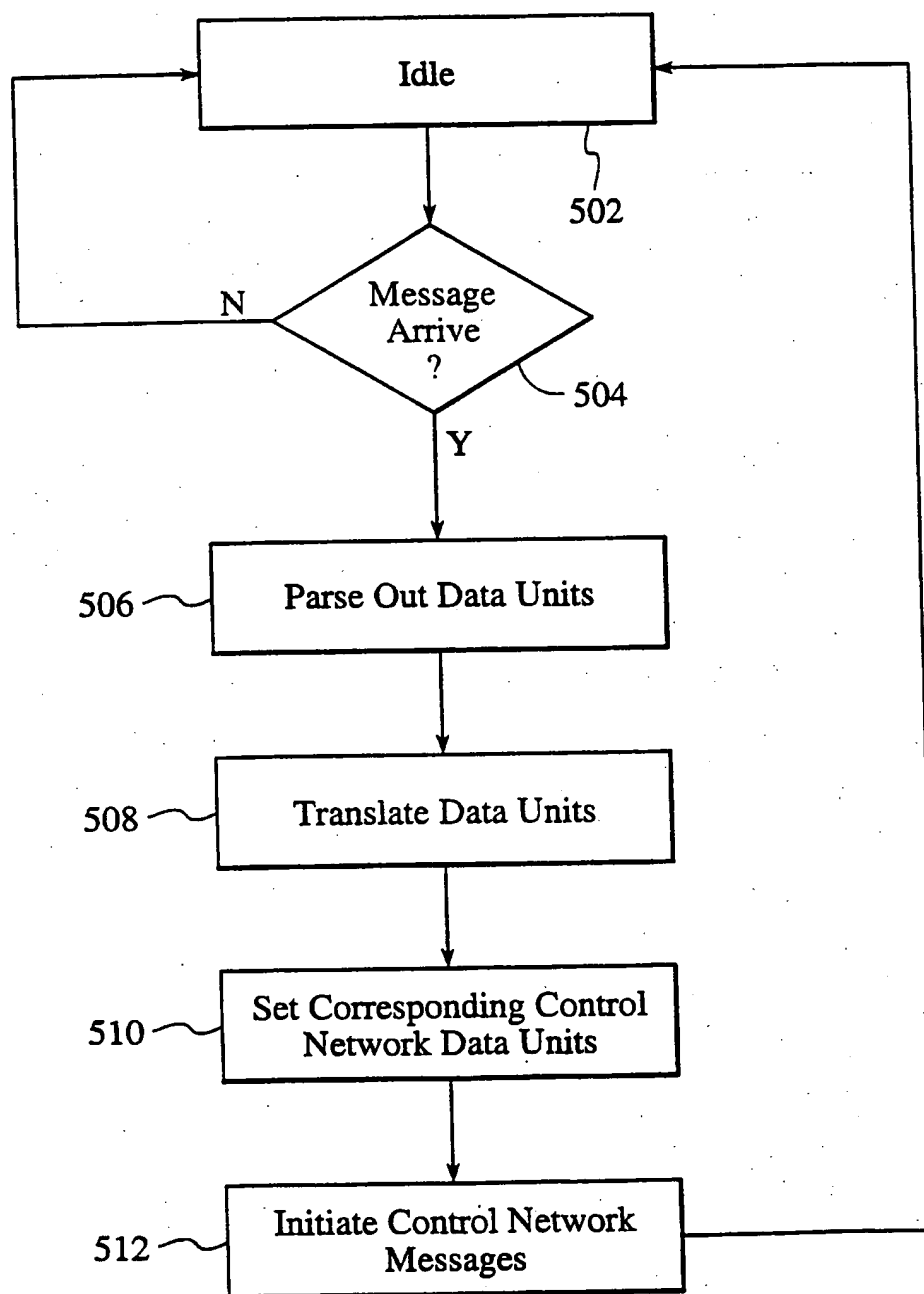 Idle
502
Message
Arrive
?
504
N
Y
506
Parse Out Data Units
508
Translate Data Units
510
Set Corresponding Control
Network Data Units
512
Initiate Control Network
Messages